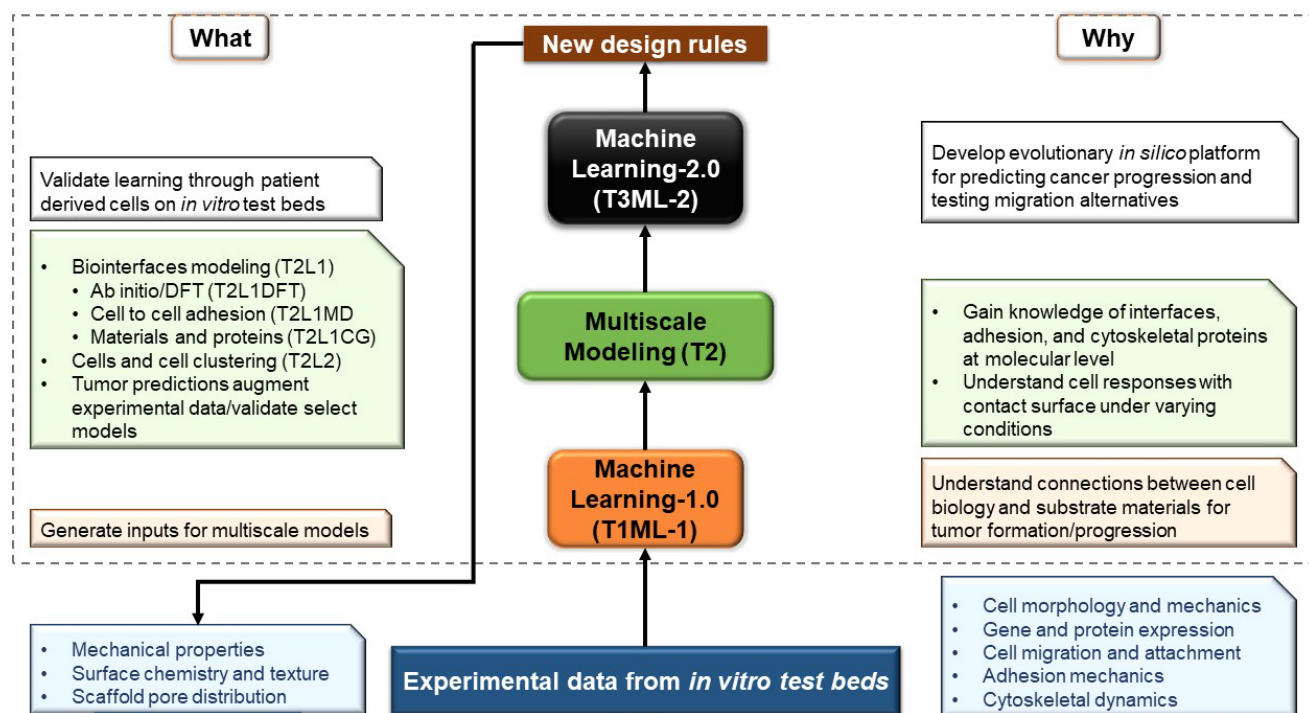 What
New design rules
Why
Machine
Learning-2.0
(T3ML-2)
Validate learning through patient
derived cells on in vitro test beds
Develop evolutionary in silico platform
for predicting cancer progression and
testing migration alternatives
• Biointerfaces modeling (T2L1)
• Ab initio/DFT (T2L1DFT)
• Cell to cell adhesion (T2L1MD
• Materials and proteins (T2L1CG)
• Cells and cell clustering (T2L2)
• Tumor predictions augment
experimental data/validate select
models
Multiscale
Modeling (T2)
• Gain knowledge of interfaces,
adhesion, and cytoskeletal proteins
at molecular level
• Understand cell responses with
contact surface under varying
conditions
Generate inputs for multiscale models
Machine
Learning-1.0
(T1ML-1)
Understand connections between cell
biology and substrate materials for
tumor formation/progression
• Mechanical properties
• Surface chemistry and texture
• Scaffold pore distribution
Experimental data from in vitro test beds
• Cell morphology and mechanics
• Gene and protein expression
• Cell migration and attachment
• Adhesion mechanics
• Cytoskeletal dynamics